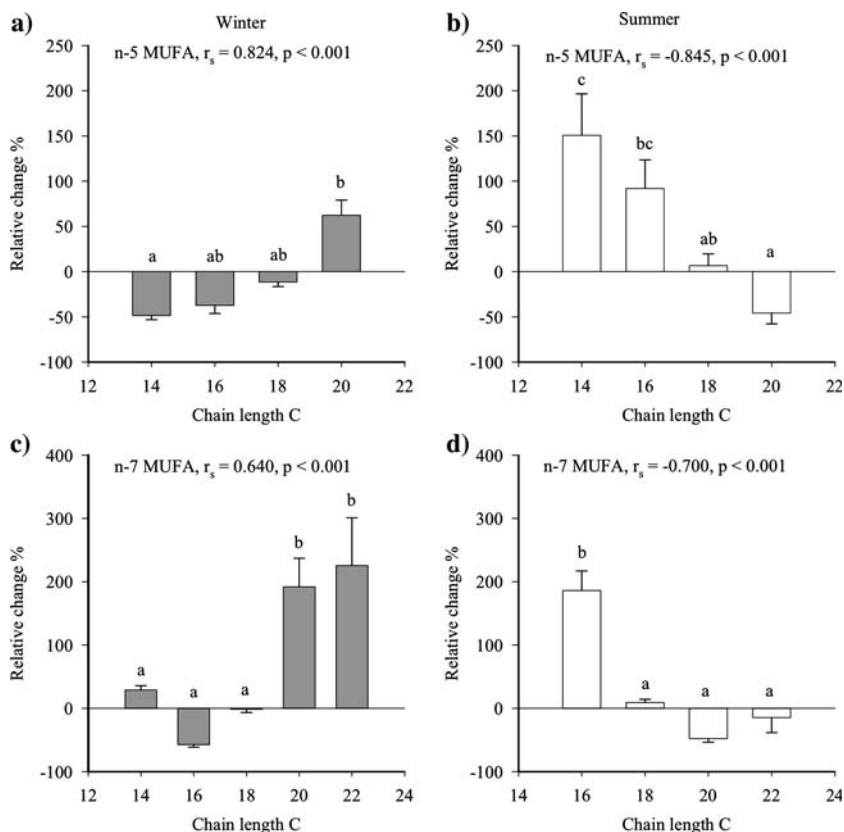 Winter
a)
n-5 MUFA, rs = 0.824, p < 0.001
250
200
150
100
50
0
-50
-100
Relative change %
a
ab
ab
b
12 14 16 18 20 22
Chain length C
Summer
b)
n-5 MUFA, rs = -0.845, p < 0.001
250
200
150
100
50
0
-50
-100
Relative change %
c
bc
ab
a
12 14 16 18 20 22
Chain length C
c)
n-7 MUFA, rs = 0.640, p < 0.001
400
300
200
100
0
-100
Relative change %
a
a
a
b
b
12 14 16 18 20 22 24
Chain length C
d)
n-7 MUFA, rs = -0.700, p < 0.001
400
300
200
100
0
-100
Relative change %
b
a
a
a
14 16 18 20 22 24
Chain length C